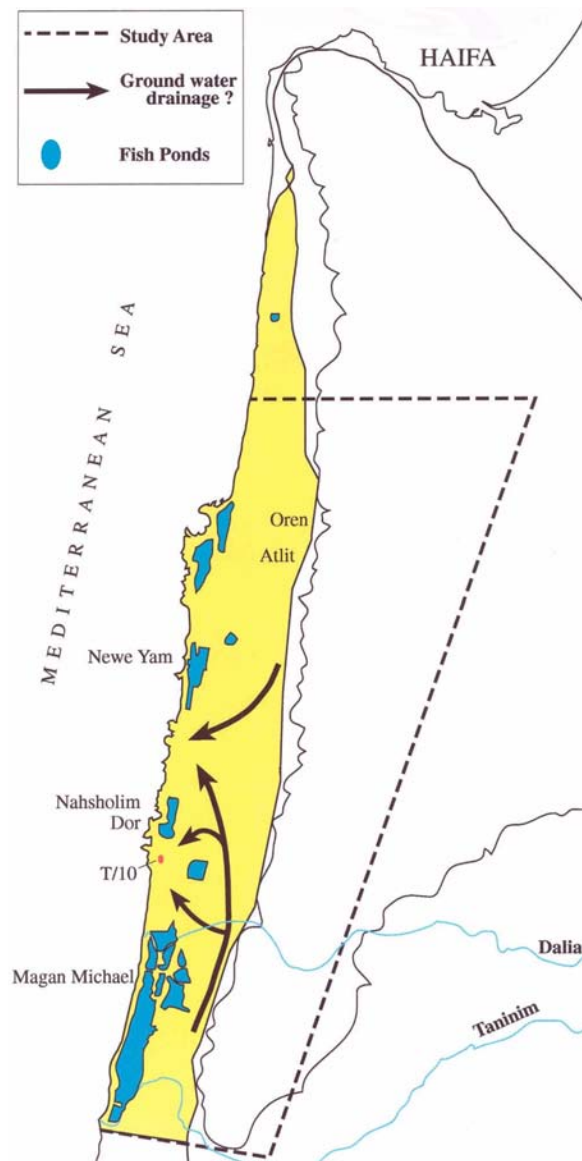 Study Area
Ground water
drainage ?
Fish Ponds
HAIFA
MEDITERRANEAN SEA
Oren
Atlit
Newe Yam
Nahsholim
Dor
T/10
Magan Michael
Dalia
Taninim